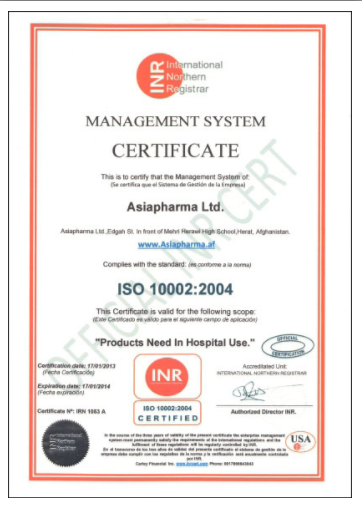 INR International
Northern
Registrar
MANAGEMENT SYSTEM
CERTIFICATE
This is to certify that the Management System of:
(Se certifica que el Sistema de Gestión de la Empresa)
Asiapharma Ltd.
Asiapharma Ltd.,Edgah St. In front of Mehri Herawi High School,Herat, Afghanistan.
www.Asiapharma.af
Complies with the standard: (es conforme a la norma)
ISO 10002:2004
This Certificate is valid for the following scope:
(Este Certificado es válido para el siguiente campo de aplicación)
"Products Need In Hospital Use."
OFFICIAL
CERTIFICATION
Certification date: 17/01/2013
(Fecha Certificación)
Expiration date: 17/01/2014
(Fecha expiración)
Certificate Nº: IRN 1063 A
INR
ISO 10002:2004
CERTIFIED
Accreditated Unit:
INTERNATIONAL NORTHERN REGISTRAR
Authorized Director INR.
International
Northern
Registrar
In the course of the three years of validity of the present certificate the enterprise management
system must permanently satisfy the requirements of the international regulations and the
fulfilment of these regulations will be regularly controlled by INR.
En el transcurso de los tres años de validez del presente certificado el sistema de gestión de la
empresa debe cumplir con los requisitos de la norma y la verificación será anualmente controlada
por INR.
USA
OFFICIAL INR CERT